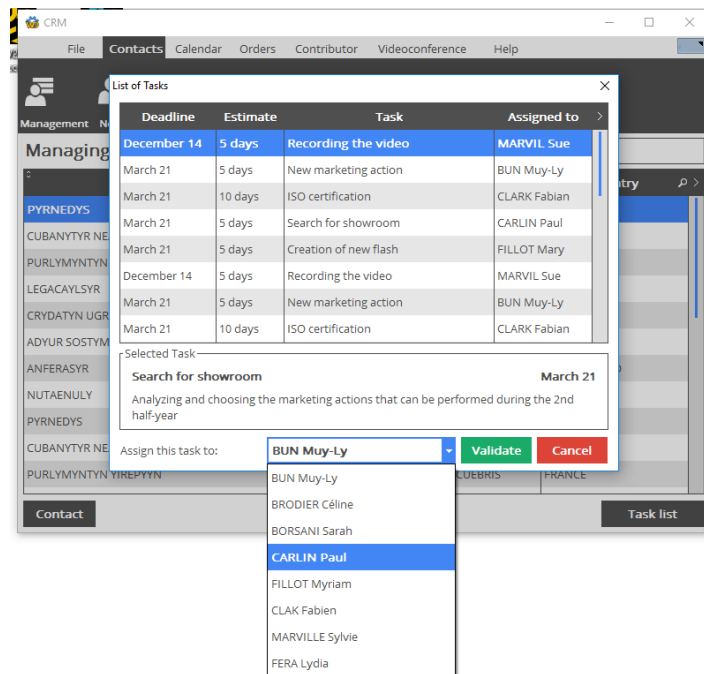 CRM
File Contacts Calendar Orders Contributor Videoconference Help
List of Tasks
Management
Managing
Deadline Estimate Task Assigned to
December 14 5 days Recording the video MARVIL Sue
March 21 5 days New marketing action BUN Muy-Ly
March 21 10 days ISO certification CLARK Fabian
March 21 5 days Search for showroom CARLIN Paul
March 21 5 days Creation of new flash FILLOT Mary
December 14 5 days Recording the video MARVIL Sue
March 21 5 days New marketing action BUN Muy-Ly
March 21 10 days ISO certification CLARK Fabian
PYRNEDYS
CUBANYTYR NE
PURLYMYNTYN
LEGACAYLSYR
CRYDATYN UGR
ADYUR SOSTYM
ANFERASYR
NUTAENULY
PYRNEDYS
CUBANYTYR NE
PURLYMYNTYN YIREPYYN CUEBRIS FRANCE
Selected Task
Search for showroom March 21
Analyzing and choosing the marketing actions that can be performed during the 2nd
half-year
Assign this task to: BUN Muy-Ly Validate Cancel
BUN Muy-Ly
BRODIER Céline
BORSANI Sarah
CARLIN Paul
FILLOT Myriam
CLAK Fabien
MARVILLE Sylvie
FERA Lydia
Contact Task list